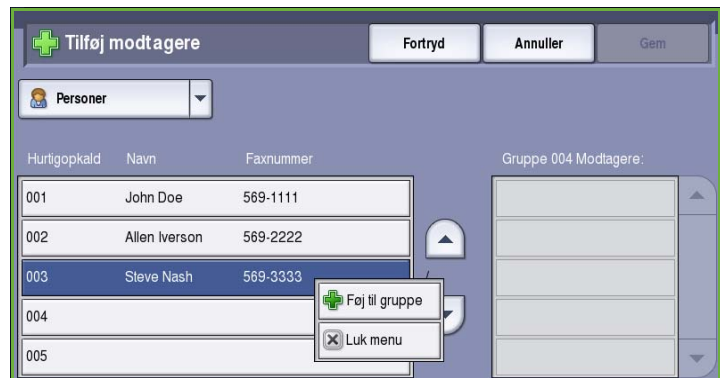 Tilføj modtagere
Fortryd
Annuller
Gem
Personer
Hurtigopkald Navn Faxnummer
Gruppe 004 Modtagere:
001 John Doe 569-1111
002 Allen Iverson 569-2222
003 Steve Nash 569-3333 /
Føj til gruppe
004
Luk menu
005